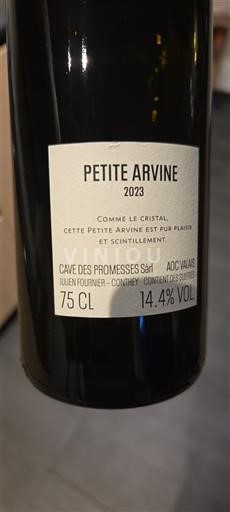 PETITE ARVINE
2023
COMME LE CRISTAL,
CETTE PETITE ARVINE EST PUR PLAISIR
ET SCINTILLEMENT.
VINIOU
CAVE DES PROMESSES Sàrl AOC VALAIS
JULIEN FOURNIER – CONTHEY CONTIENT DES SULFITES
75 CL 14.4% VOL